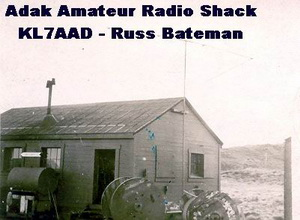 Adak Amateur Radio Shack
KL7AAD - Russ Bateman